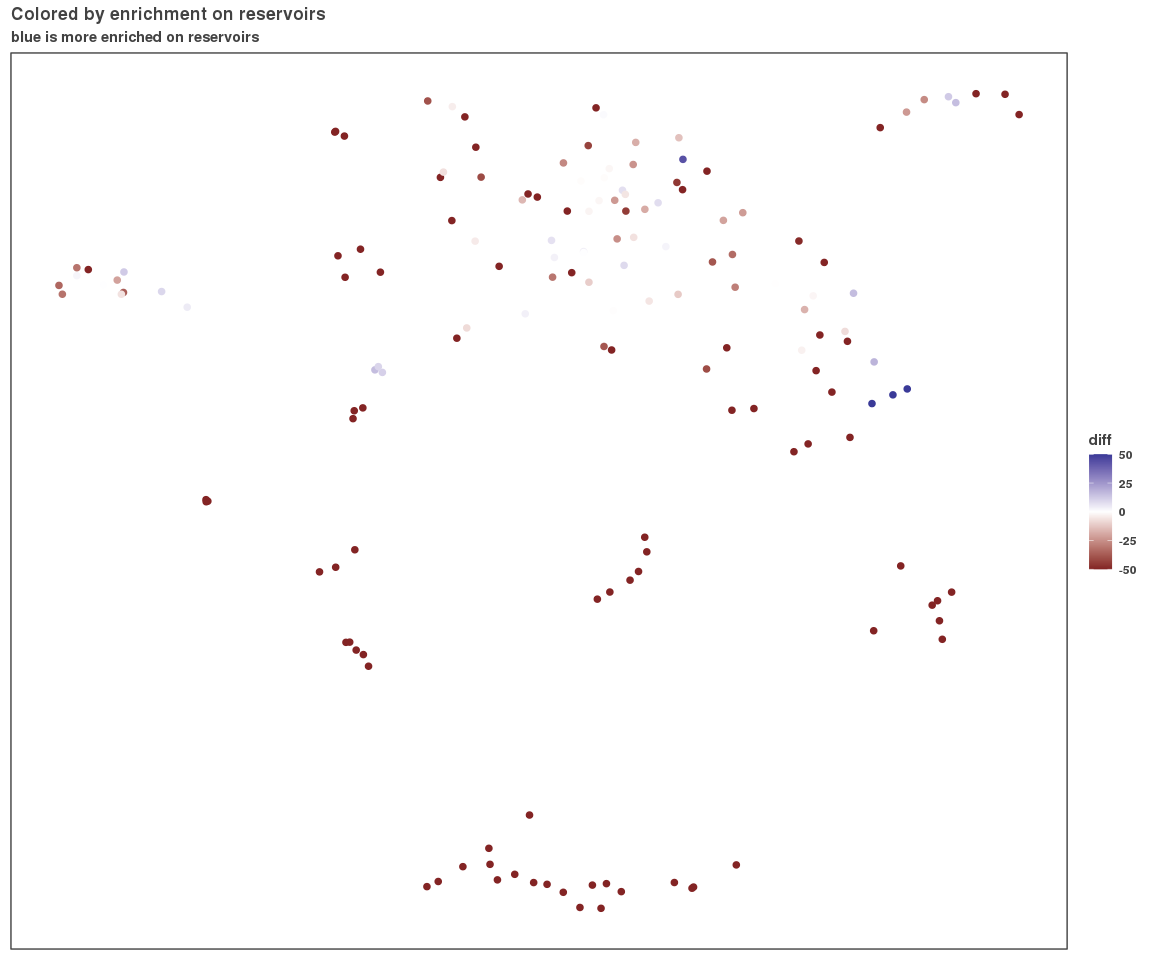 Colored by enrichment on reservoirs
blue is more enriched on reservoirs
diff
50
25
0
-25
-50